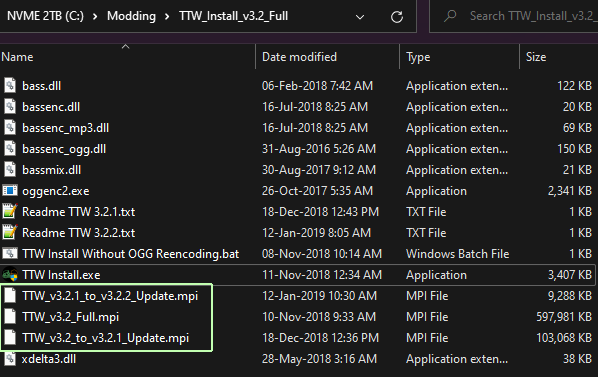 NVME 2TB (C:) > Modding > TTW_Install_v3.2_Full
Search TTW_Install_v3.2_Full
Name Date modified Type Size
bass.dll 06-Feb-2018 7:42 AM Application exten... 122 KB
bassenc.dll 16-Jul-2018 8:25 AM Application exten... 20 KB
bassenc_mp3.dll 16-Jul-2018 8:25 AM Application exten... 69 KB
bassenc_ogg.dll 31-Aug-2016 5:26 AM Application exten... 150 KB
bassmix.dll 30-Aug-2017 9:12 AM Application exten... 21 KB
oggenc2.exe 26-Oct-2017 5:35 AM Application 2,341 KB
Readme TTW 3.2.1.txt 18-Dec-2018 12:43 PM TXT File 1 KB
Readme TTW 3.2.2.txt 12-Jan-2019 8:05 AM TXT File 1 KB
TTW Install Without OGG Reencoding.bat 08-Nov-2018 10:14 AM Windows Batch File 1 KB
TTW Install.exe 11-Nov-2018 12:34 AM Application 3,407 KB
TTW_v3.2.1_to_v3.2.2_Update.mpi 12-Jan-2019 10:30 AM MPI File 9,288 KB
TTW_v3.2_Full.mpi 10-Nov-2018 9:33 PM MPI File 597,981 KB
TTW_v3.2_to_v3.2.1_Update.mpi 18-Dec-2018 12:36 PM MPI File 103,068 KB
xdelta3.dll 28-May-2018 3:16 AM Application exten... 38 KB